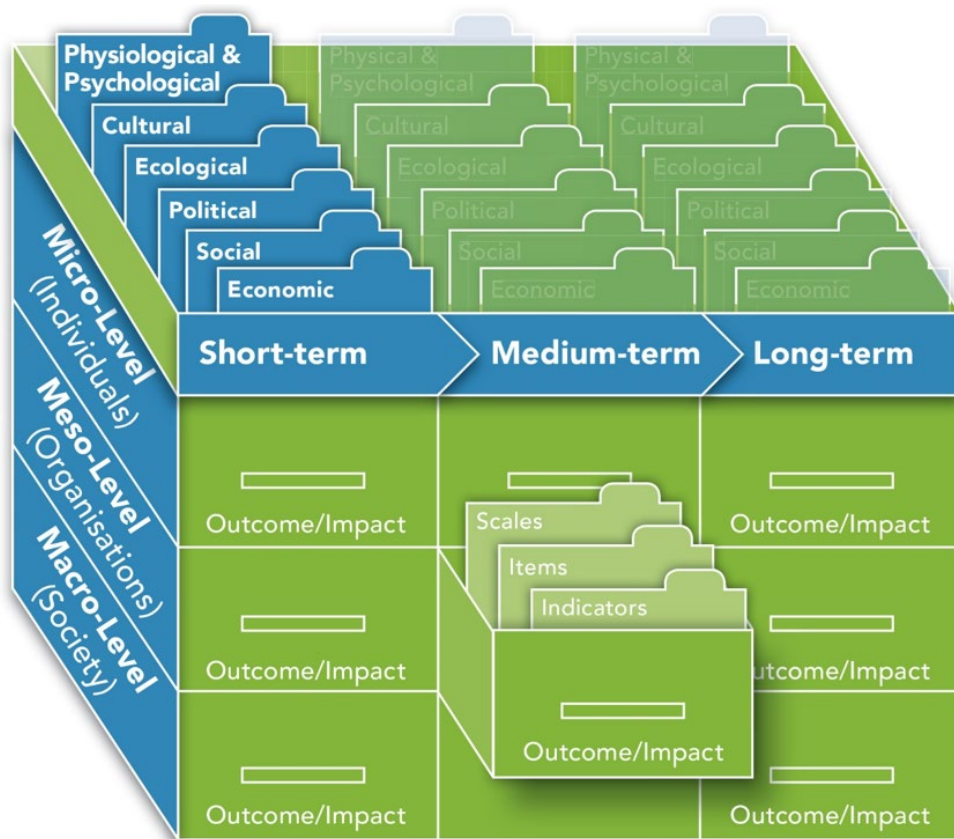 Physiological &
Psychological
Cultural
Ecological
Political
Social
Economic
Physical &
Psychological
Cultural
Ecological
Political
Social
Economic
Physical &
Psychological
Cultural
Ecological
Political
Social
Economic
Micro-Level
(Individuals)
Meso-Level
(Organisations)
Macro-Level
(Society)
Short-term
Medium-term
Long-term
Outcome/Impact
Outcome/Impact
Scales
Items
Indicators
Outcome/Impact
Outcome/Impact
Outcome/Impact
Outcome/Impact
Outcome/Impact